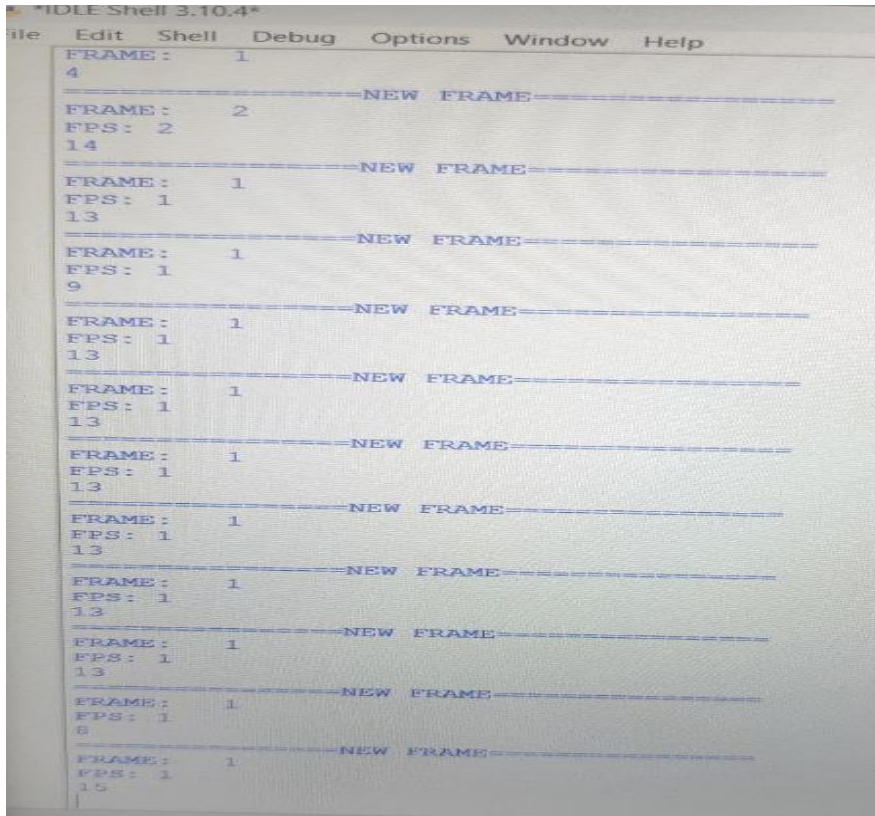 *IDLE Shell 3.10.4*
File Edit Shell Debug Options Window Help
FRAME: 1
4
==================NEW FRAME==================
FRAME: 2
FPS: 2
14
==================NEW FRAME==================
FRAME: 1
FPS: 1
13
==================NEW FRAME==================
FRAME: 1
FPS: 1
9
==================NEW FRAME==================
FRAME: 1
FPS: 1
13
==================NEW FRAME==================
FRAME: 1
FPS: 1
13
==================NEW FRAME==================
FRAME: 1
FPS: 1
13
==================NEW FRAME==================
FRAME: 1
FPS: 1
13
==================NEW FRAME==================
FRAME: 1
FPS: 1
13
==================NEW FRAME==================
FRAME: 1
FPS: 1
13
==================NEW FRAME==================
FRAME: 1
FPS: 1
8
==================NEW FRAME==================
FRAME: 1
FPS: 1
15